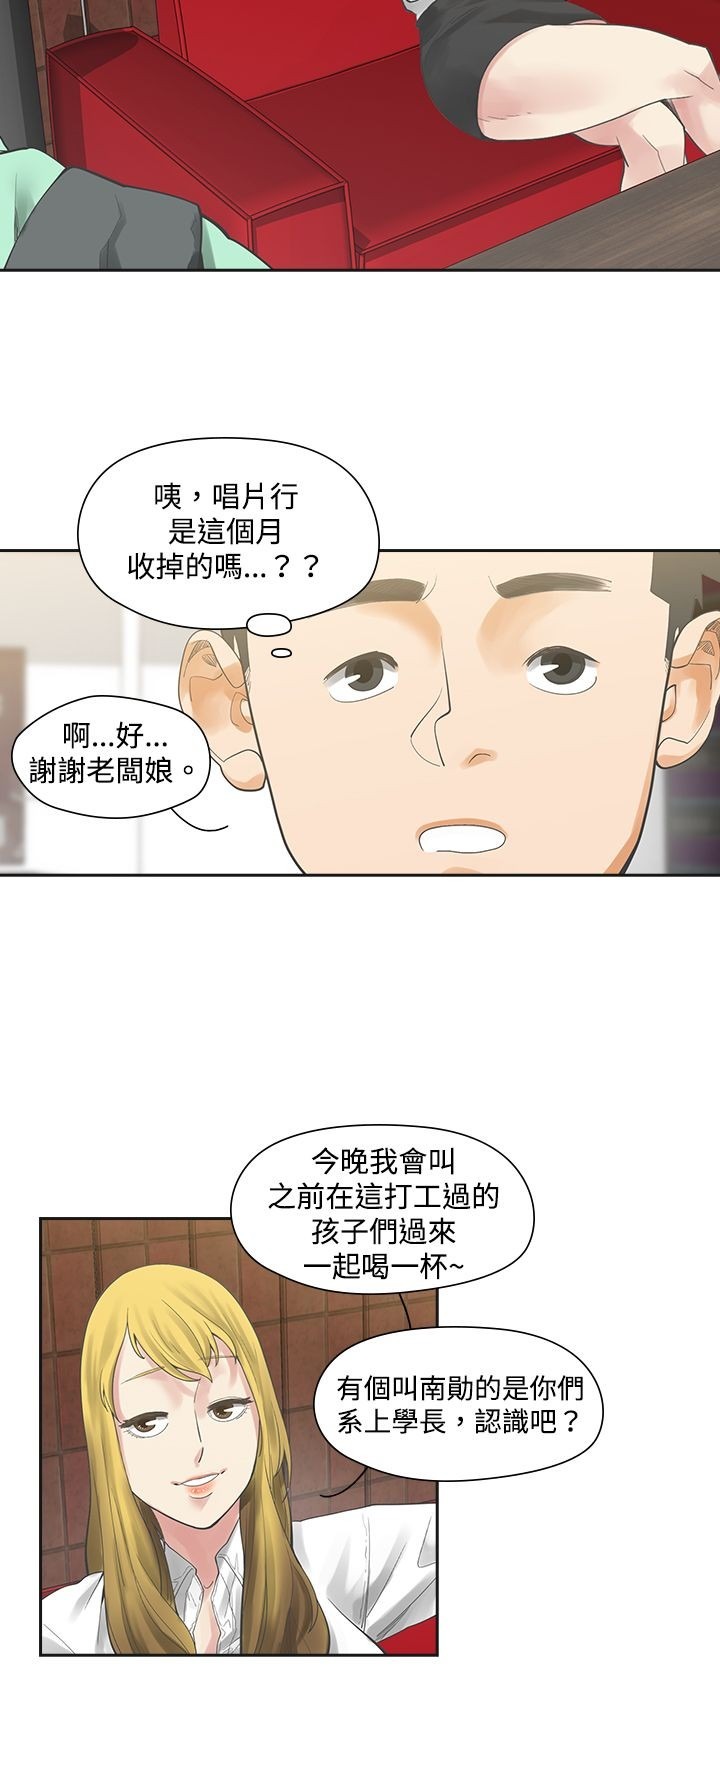 咦，唱片行
是這個月
收掉的嗎...？？
啊...好...
謝謝老闆娘。
今晚我會叫
之前在這打工過的
孩子們過來
一起喝一杯~
有個叫南勛的是你們
系上學長，認識吧？